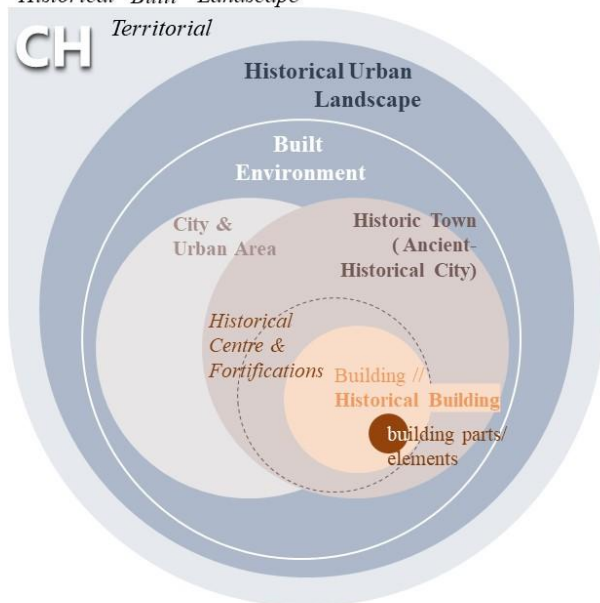 Historical Built Landscape
CH Territorial
Historical Urban
Landscape
Built
Environment
City &
Urban Area
Historic Town
( Ancient-
Historical City)
Historical
Centre &
Fortifications
Building //
Historical Building
building parts/
elements